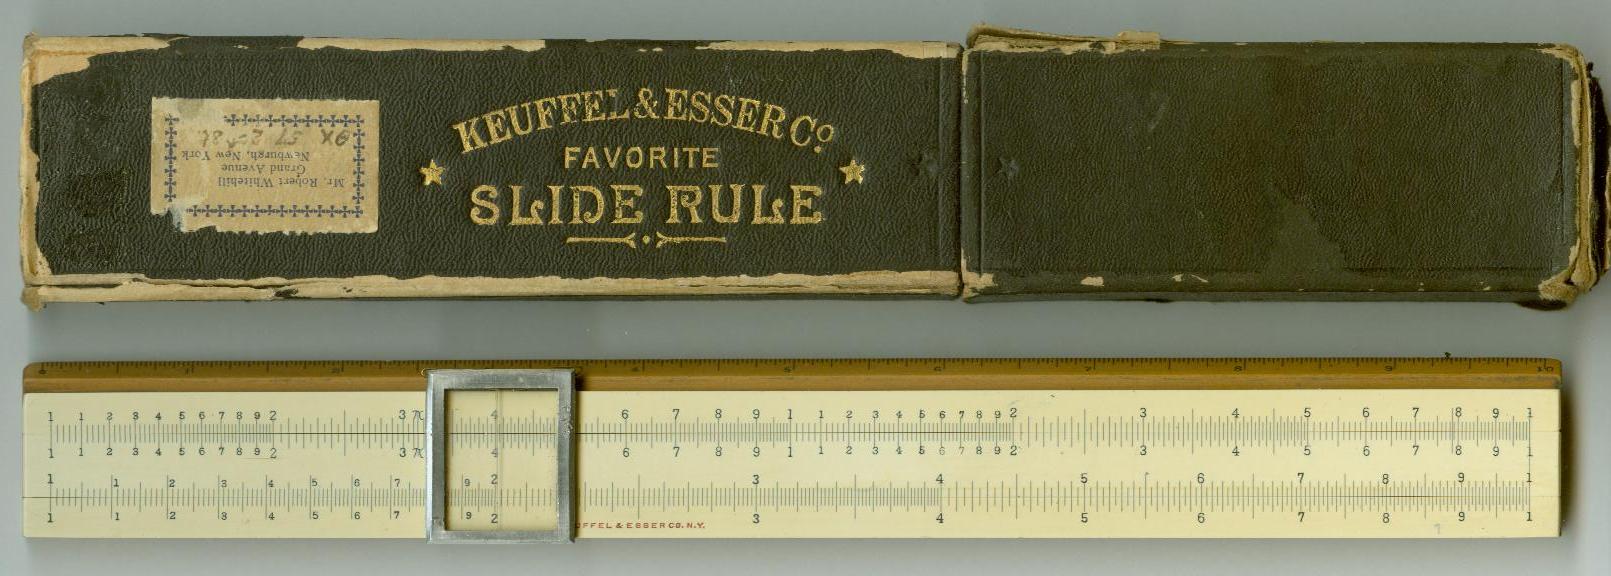 KEUFFEL & ESSER Co.
FAVORITE
SLIDE RULE
Mr. Robert Whitehill
Grand Avenue
Newburgh, New York
1 1 2 3 4 5 6 7 8 9 2 3 π 4 6 7 8 9 1 1 2 3 4 5 6 7 8 9 2 3 4 5 6 7 8 9 1
1 1 2 3 4 5 6 7 8 9 2 3 π 4 6 7 8 9 1 1 2 3 4 5 6 7 8 9 2 3 4 5 6 7 8 9 1
1 1 2 3 4 5 6 7 9 2 3 4 5 6 7 8 9 1
1 1 2 3 4 5 6 7 9 2 3 4 5 6 7 8 9 1
UFFEL & ESSER CO. N.Y.